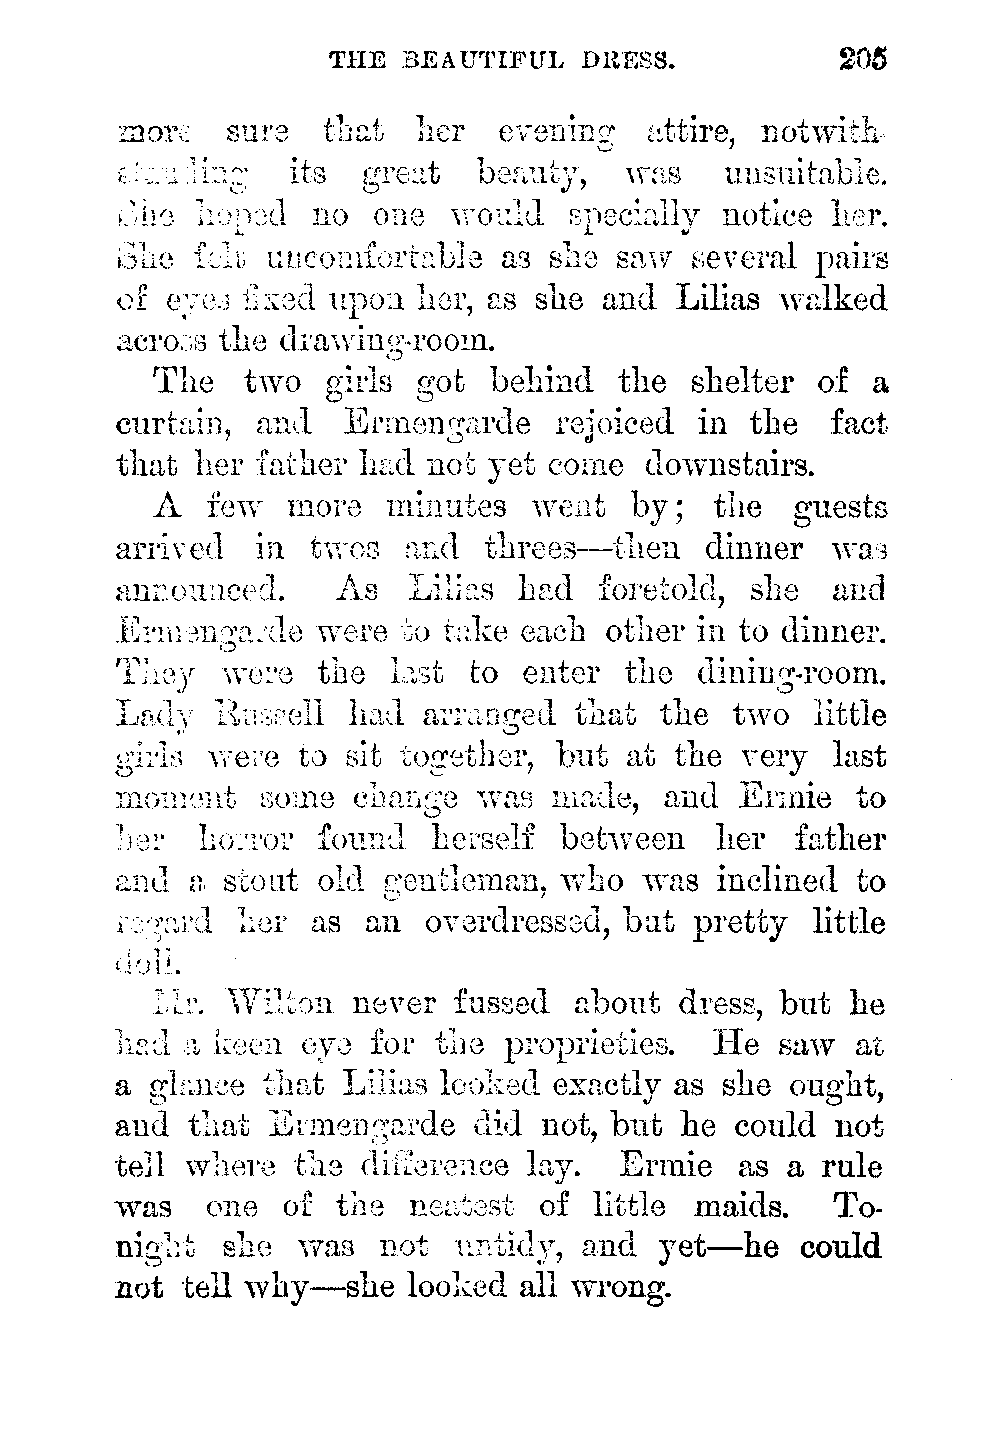 THE BEAUTIFUL DRESS. 205
more sure that her evening attire, notwith-
standing its great beauty, was unsuitable.
She hoped no one would specially notice her.
She felt uncomfortable as she saw several pairs
of eyes fixed upon her, as she and Lilias walked
across the drawing-room.
The two girls got behind the shelter of a
curtain, and Ermengarde rejoiced in the fact
that her father had not yet come downstairs.
A few more minutes went by; the guests
arrived in twos and threes—then dinner was
announced. As Lilias had foretold, she and
Ermengarde were to take each other in to dinner.
They were the last to enter the dining-room.
Lady Russell had arranged that the two little
girls were to sit together, but at the very last
moment some change was made, and Ermie to
her horror found herself between her father
and a stout old gentleman, who was inclined to
regard her as an overdressed, but pretty little
doll.
Mr. Wilton never fussed about dress, but he
had a keen eye for the proprieties. He saw at
a glance that Lilias looked exactly as she ought,
and that Ermengarde did not, but he could not
tell where the difference lay. Ermie as a rule
was one of the neatest of little maids. To-
night she was not untidy, and yet—he could
not tell why—she looked all wrong.